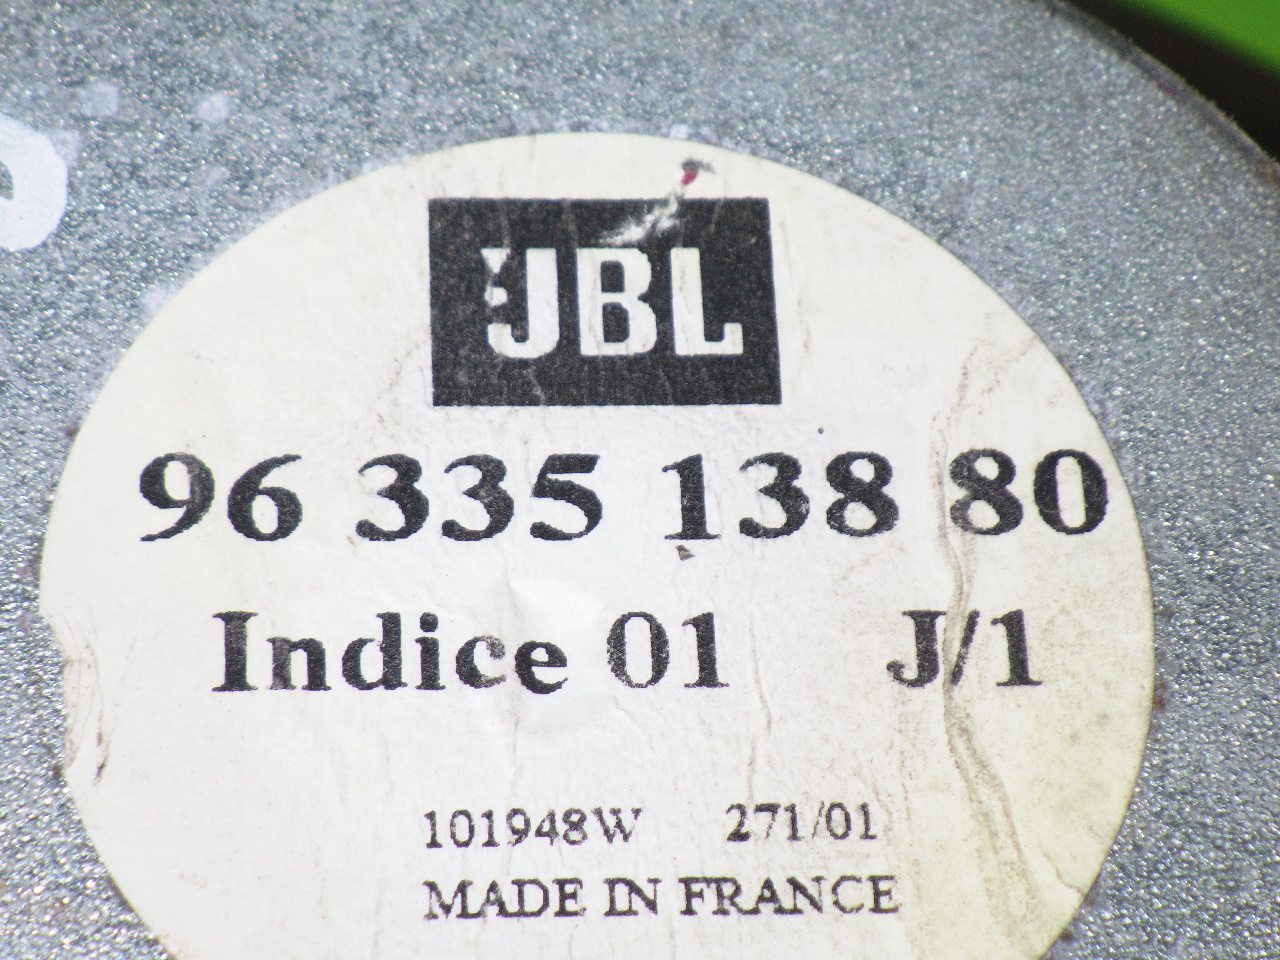 JBL
96 335 138 80
Indice 01 J/1
101948W 271/01
MADE IN FRANCE